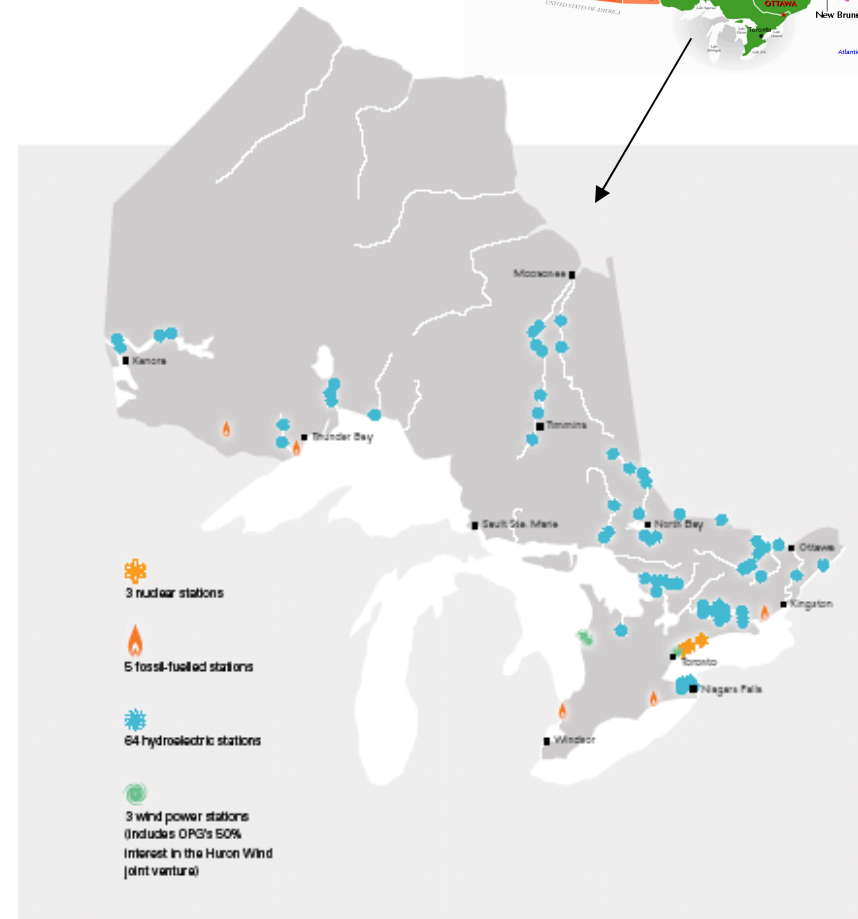 UNITED STATES OF AMERICA
OTTAWA
Toronto
New Bruns
Atlantic
Moosonee
Kenora
Thunder Bay
Timmins
Sault Ste. Marie
North Bay
Ottawa
3 nuclear stations
Kingston
5 fossil-fuelled stations
Toronto
Niagara Falls
64 hydroelectric stations
Windsor
3 wind power stations
(includes OPG's 50%
interest in the Huron Wind
joint venture)